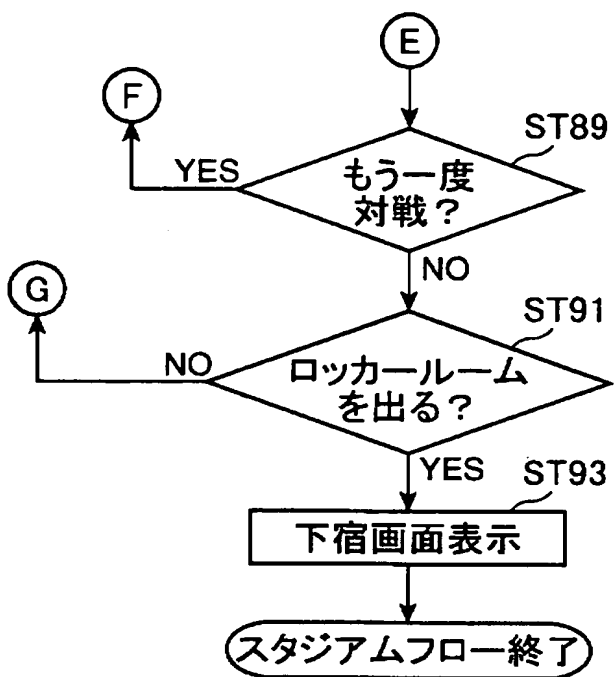 E
F
ST89
YES
もう一度
対戦？
NO
G
ST91
NO
ロッカールーム
を出る？
YES
ST93
下宿画面表示
スタジアムフロー終了